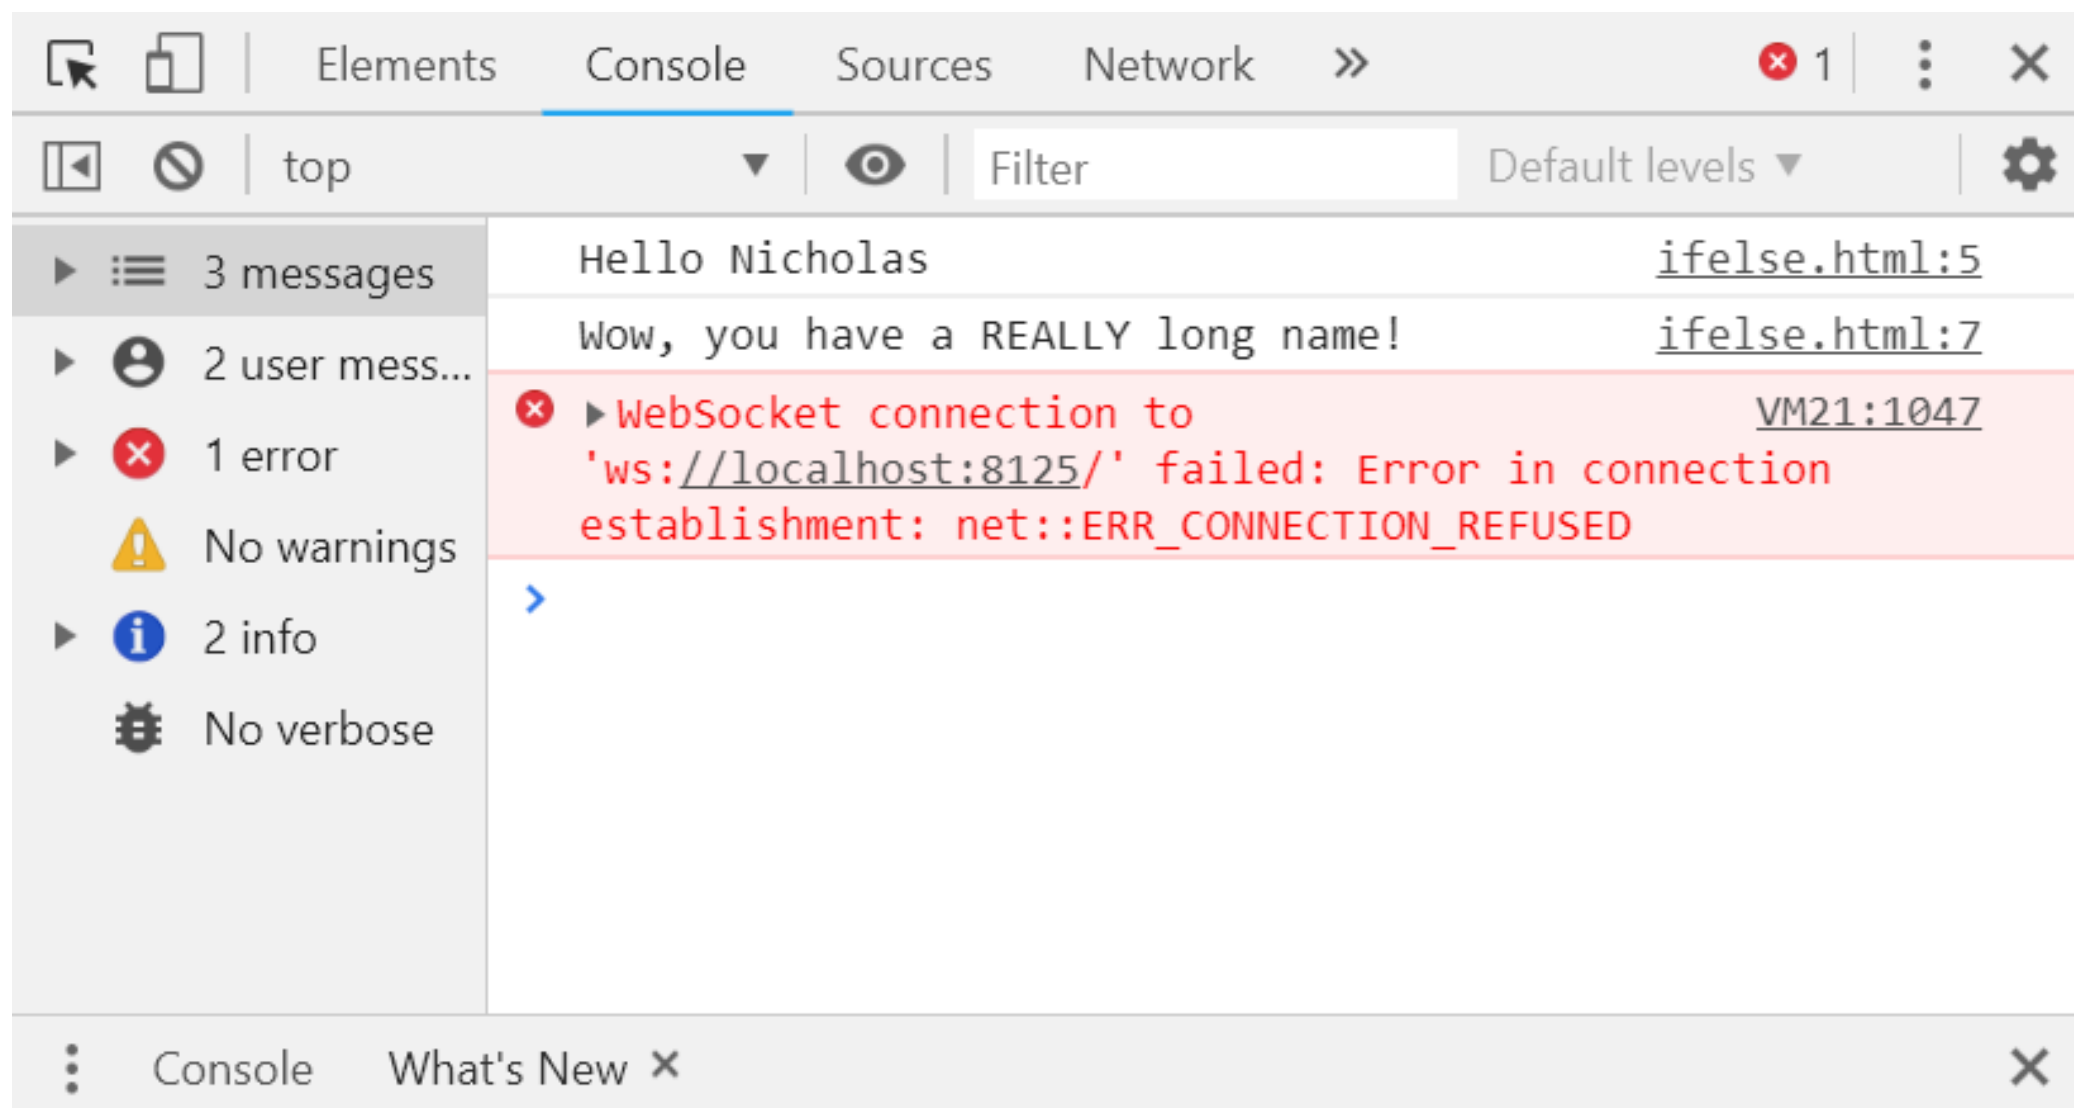 Elements Console Sources Network » 1
top Filter Default levels
3 messages
2 user mess...
1 error
No warnings
2 info
No verbose
Hello Nicholas ifelse.html:5
Wow, you have a REALLY long name! ifelse.html:7
WebSocket connection to VM21:1047
'ws://localhost:8125/' failed: Error in connection
establishment: net::ERR_CONNECTION_REFUSED
Console What's New